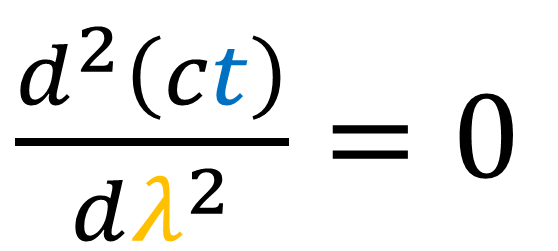 d²(ct)
dλ² = 0